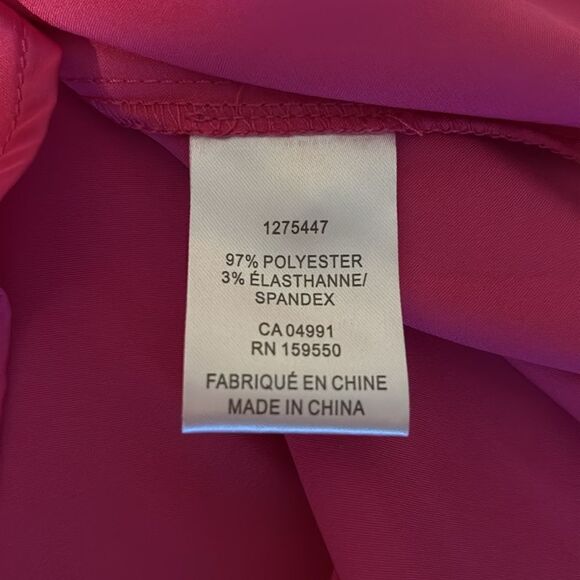 1275447
97% POLYESTER
3% ÉLASTHANNE/
SPANDEX
CA 04991
RN 159550
FABRIQUÉ EN CHINE
MADE IN CHINA